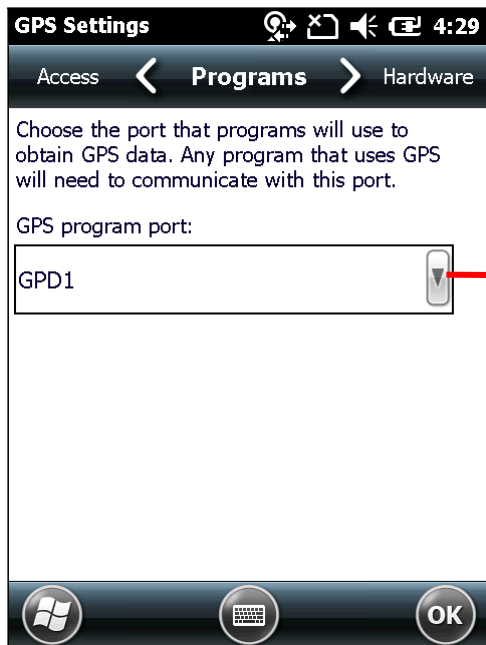 GPS Settings 4:29
Access Programs Hardware
Choose the port that programs will use to
obtain GPS data. Any program that uses GPS
will need to communicate with this port.
GPS program port:
GPD1
OK